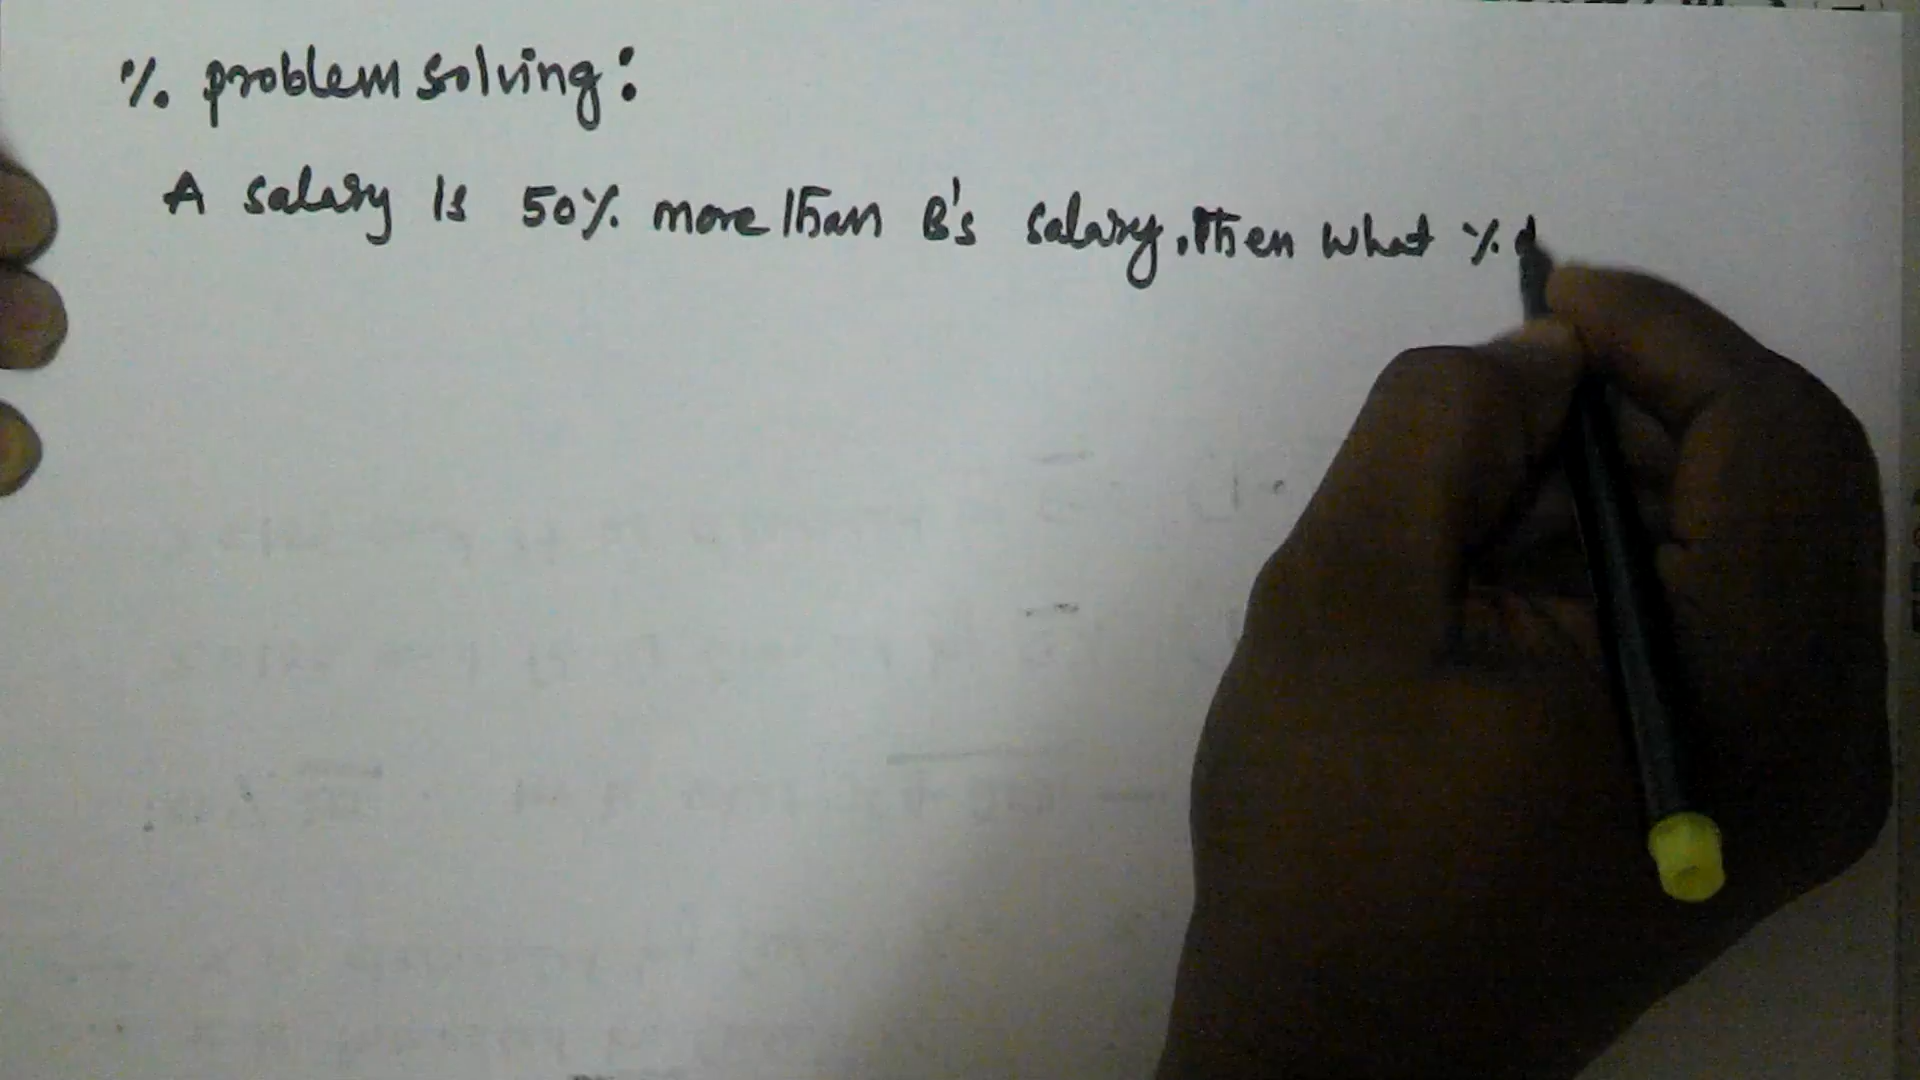 % problem solving:
A salary is 50% more than B's salary. Then what %